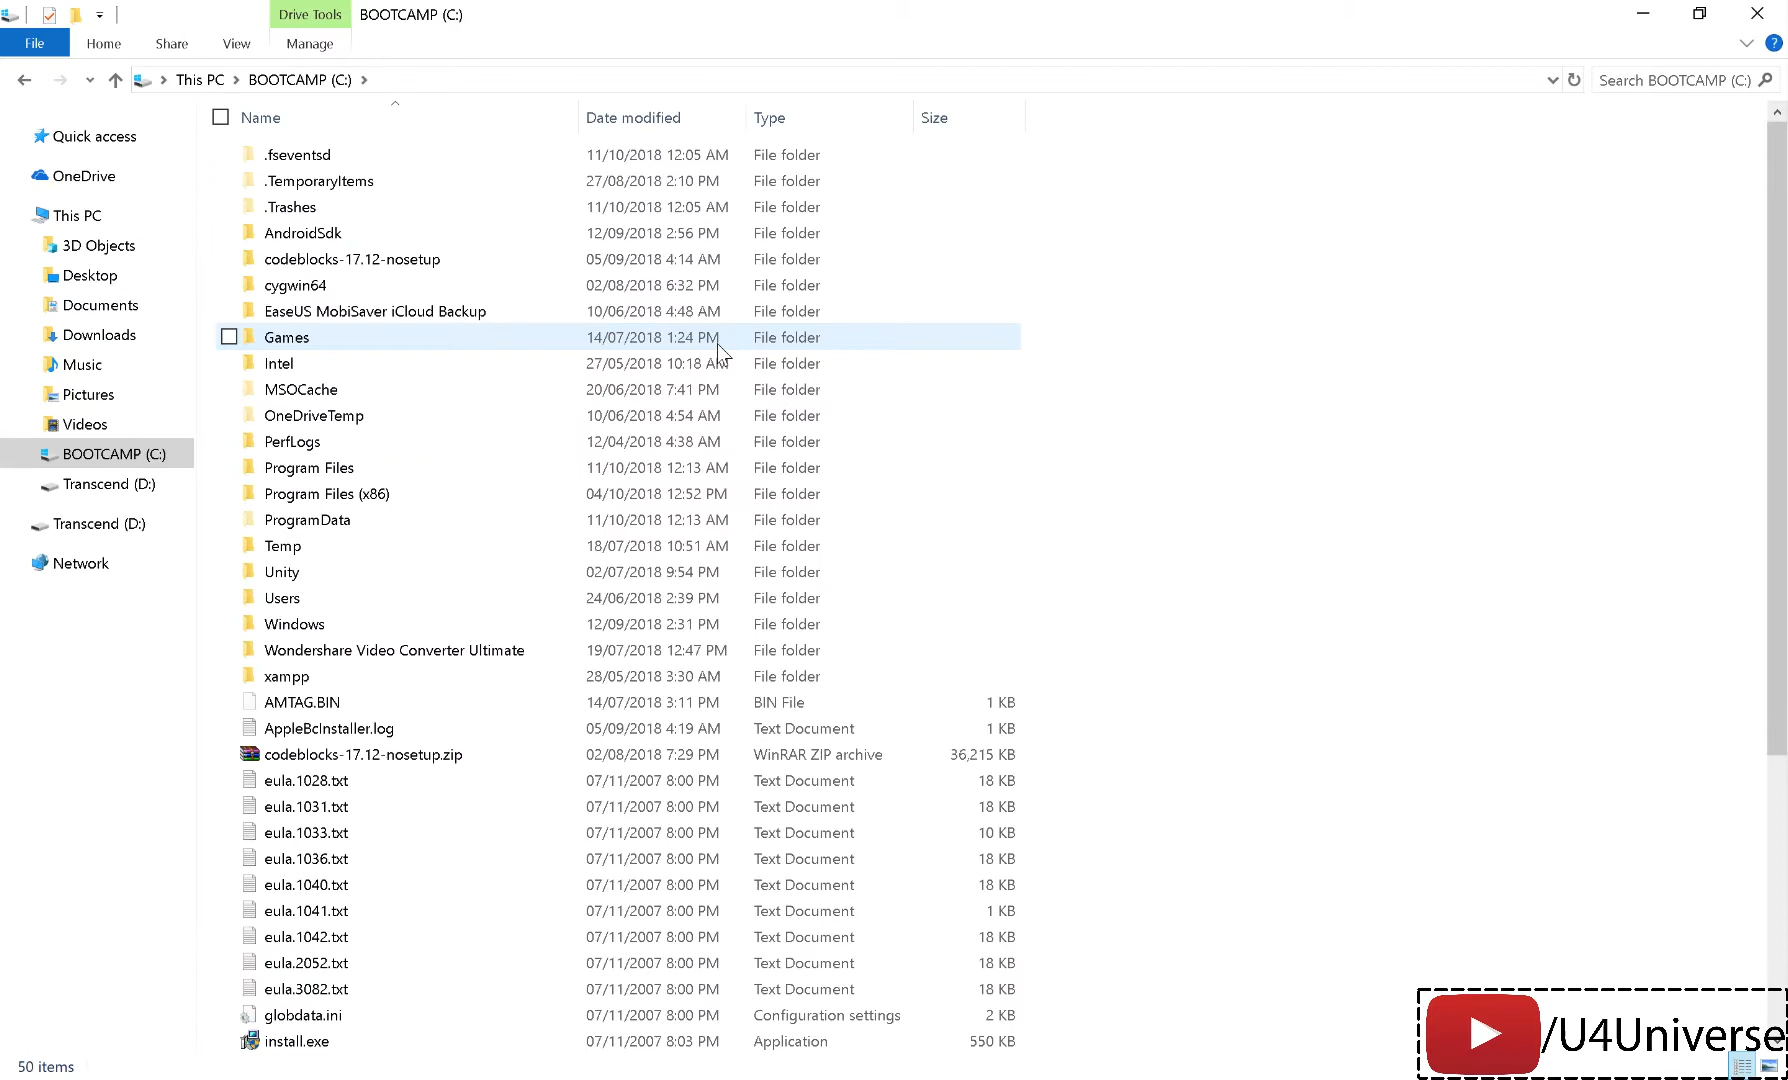 Drive Tools BOOTCAMP (C:)
File Home Share View Manage
This PC > BOOTCAMP (C:) > Search BOOTCAMP (C:)
Name Date modified Type Size
Quick access
OneDrive
This PC
3D Objects
Desktop
Documents
Downloads
Music
Pictures
Videos
BOOTCAMP (C:)
Transcend (D:)
Transcend (D:)
Network
.fseventsd 11/10/2018 12:05 AM File folder
.TemporaryItems 27/08/2018 2:10 PM File folder
.Trashes 11/10/2018 12:05 AM File folder
AndroidSdk 12/09/2018 2:56 PM File folder
codeblocks-17.12-nosetup 05/09/2018 4:14 AM File folder
cygwin64 02/08/2018 6:32 PM File folder
EaseUS MobiSaver iCloud Backup 10/06/2018 4:48 AM File folder
Games 14/07/2018 1:24 PM File folder
Intel 27/05/2018 10:18 AM File folder
MSOCache 20/06/2018 7:41 PM File folder
OneDriveTemp 10/06/2018 4:54 AM File folder
PerfLogs 12/04/2018 4:38 AM File folder
Program Files 11/10/2018 12:13 AM File folder
Program Files (x86) 04/10/2018 12:52 PM File folder
ProgramData 11/10/2018 12:13 AM File folder
Temp 18/07/2018 10:51 AM File folder
Unity 02/07/2018 9:54 PM File folder
Users 24/06/2018 2:39 PM File folder
Windows 12/09/2018 2:31 PM File folder
Wondershare Video Converter Ultimate 19/07/2018 12:47 PM File folder
xampp 28/05/2018 3:30 AM File folder
AMTAG.BIN 14/07/2018 3:11 PM BIN File 1 KB
AppleBcInstaller.log 05/09/2018 4:19 AM Text Document 1 KB
codeblocks-17.12-nosetup.zip 02/08/2018 7:29 PM WinRAR ZIP archive 36,215 KB
eula.1028.txt 07/11/2007 8:00 PM Text Document 18 KB
eula.1031.txt 07/11/2007 8:00 PM Text Document 18 KB
eula.1033.txt 07/11/2007 8:00 PM Text Document 10 KB
eula.1036.txt 07/11/2007 8:00 PM Text Document 18 KB
eula.1040.txt 07/11/2007 8:00 PM Text Document 18 KB
eula.1041.txt 07/11/2007 8:00 PM Text Document 1 KB
eula.1042.txt 07/11/2007 8:00 PM Text Document 18 KB
eula.2052.txt 07/11/2007 8:00 PM Text Document 18 KB
eula.3082.txt 07/11/2007 8:00 PM Text Document 18 KB
globdata.ini 07/11/2007 8:00 PM Configuration settings 2 KB
install.exe 07/11/2007 8:03 PM Application 550 KB
/U4Universe
50 items